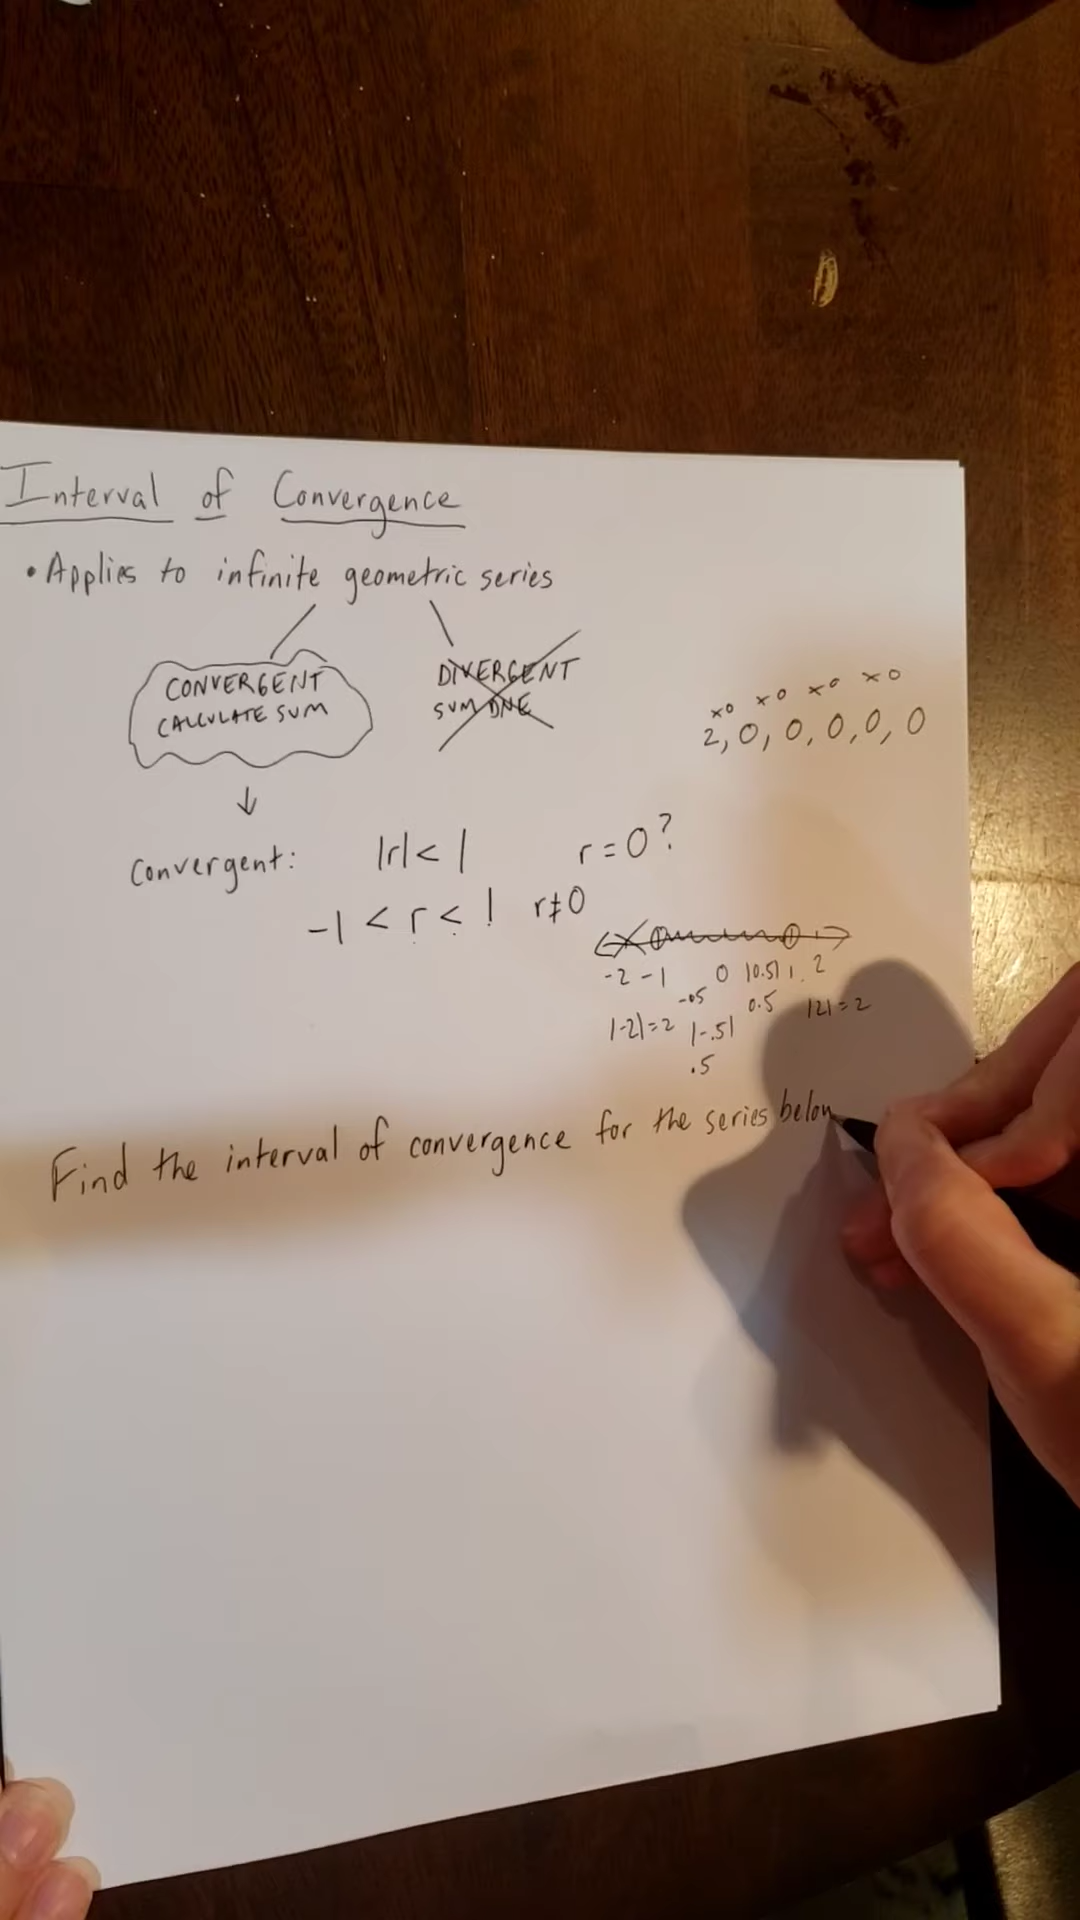 Interval of Convergence
• Applies to infinite geometric series
CONVERGENT
CALCULATE SUM
DIVERGENT
SUM DNE
×0 ×0 ×0 ×0
2, 0, 0, 0, 0, 0
Convergent: |r| < 1
r = 0?
-1 < r < 1 r ≠ 0
-2 -1 0 |0.5| 1 2
-0.5 0.5
|-2| = 2 |-.5| |2| = 2
.5
Find the interval of convergence for the series below